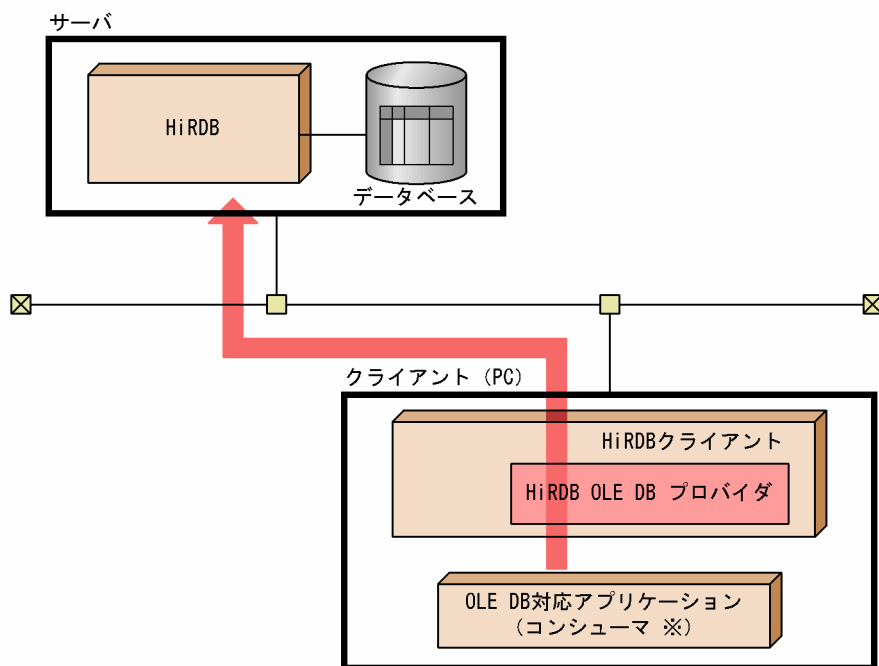 サーバ
HiRDB
データベース
クライアント (PC)
HiRDBクライアント
HiRDB OLE DB プロバイダ
OLE DB対応アプリケーション
(コンシューマ ※)